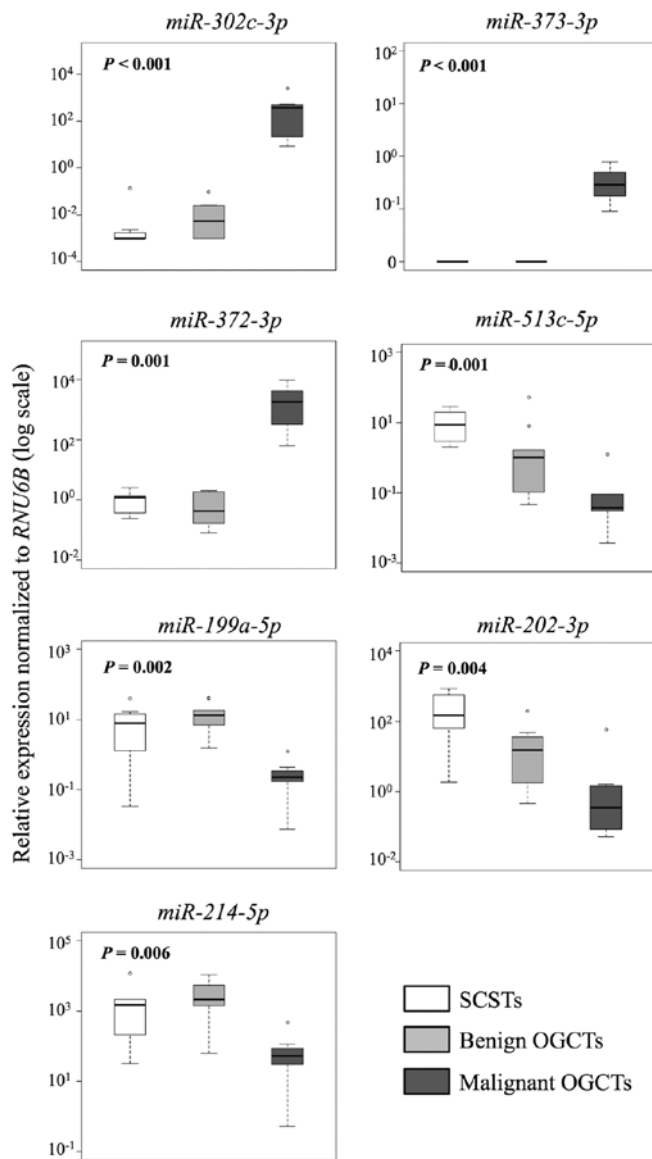 miR-302c-3p
P < 0.001
10^4
10^2
10^0
10^-2
10^-4
miR-373-3p
P < 0.001
10^2
10^1
10^0
10^-1
0
miR-372-3p
P = 0.001
10^4
10^2
10^0
10^-2
miR-513c-5p
P = 0.001
10^3
10^1
10^-1
10^-3
miR-199a-5p
P = 0.002
10^3
10^1
10^-1
10^-3
miR-202-3p
P = 0.004
10^4
10^2
10^0
10^-2
miR-214-5p
P = 0.006
10^5
10^3
10^1
10^-1
Relative expression normalized to RNU6B (log scale)
SCSTs
Benign OGCTs
Malignant OGCTs